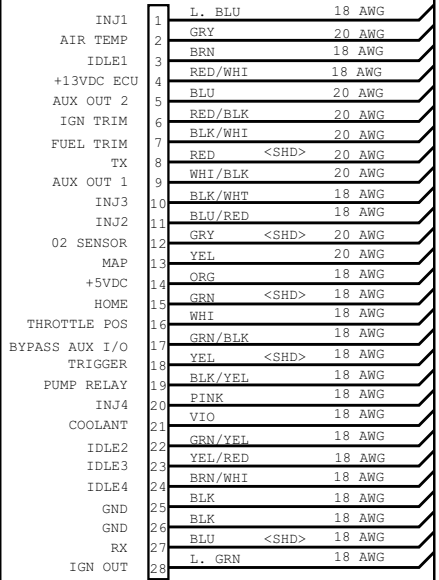 INJ1 1 L. BLU 18 AWG
AIR TEMP 2 GRY 20 AWG
IDLE1 3 BRN 18 AWG
+13VDC ECU 4 RED/WHI 18 AWG
AUX OUT 2 5 BLU 20 AWG
IGN TRIM 6 RED/BLK 20 AWG
FUEL TRIM 7 BLK/WHI 20 AWG
TX 8 RED <SHD> 20 AWG
AUX OUT 1 9 WHI/BLK 20 AWG
INJ3 10 BLK/WHT 18 AWG
INJ2 11 BLU/RED 18 AWG
02 SENSOR 12 GRY <SHD> 20 AWG
MAP 13 YEL 20 AWG
+5VDC 14 ORG 18 AWG
HOME 15 GRN <SHD> 18 AWG
THROTTLE POS 16 WHI 18 AWG
BYPASS AUX I/O 17 GRN/BLK 18 AWG
TRIGGER 18 YEL <SHD> 18 AWG
PUMP RELAY 19 BLK/YEL 18 AWG
INJ4 20 PINK 18 AWG
COOLANT 21 VIO 18 AWG
IDLE2 22 GRN/YEL 18 AWG
IDLE3 23 YEL/RED 18 AWG
IDLE4 24 BRN/WHI 18 AWG
GND 25 BLK 18 AWG
GND 26 BLK 18 AWG
RX 27 BLU <SHD> 18 AWG
IGN OUT 28 L. GRN 18 AWG